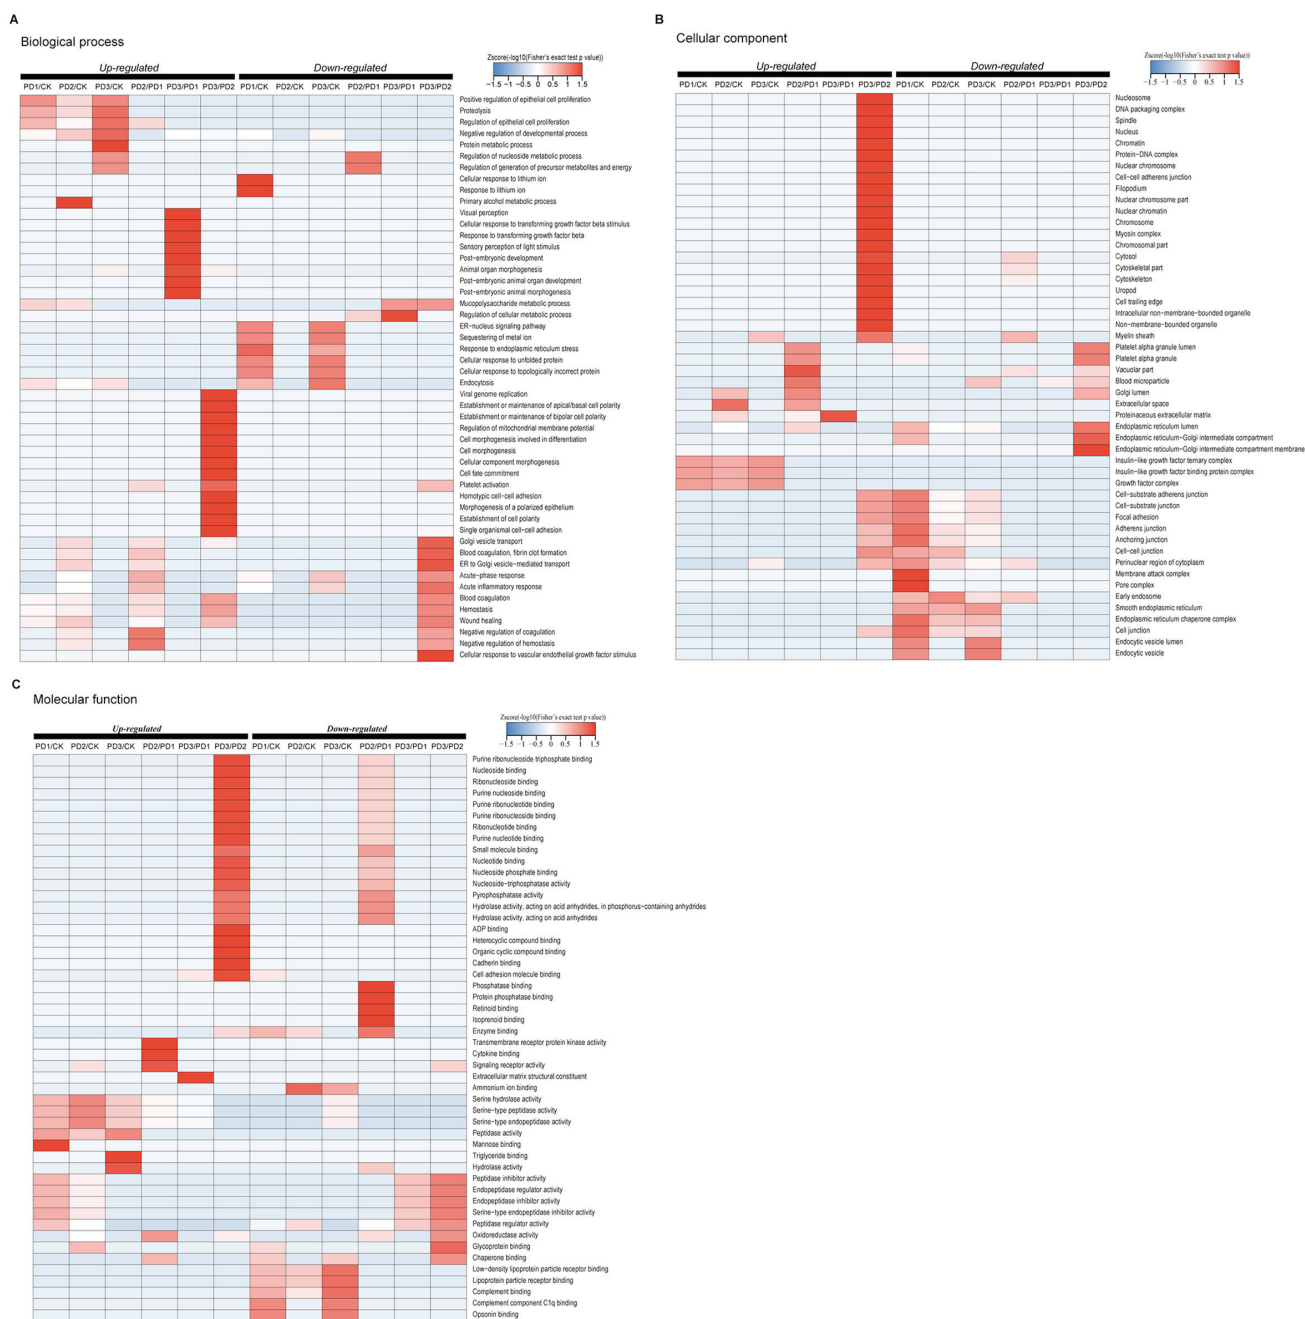 A
Biological process
Zscore(-log10(Fisher's exact test p value))
-1.5 -1 -0.5 0 0.5 1 1.5
Up-regulated Down-regulated
PD1/CK PD2/CK PD3/CK PD2/PD1 PD3/PD1 PD3/PD2 PD1/CK PD2/CK PD3/CK PD2/PD1 PD3/PD1 PD3/PD2
Positive regulation of epithelial cell proliferation
Proteolysis
Regulation of epithelial cell proliferation
Negative regulation of developmental process
Protein metabolic process
Regulation of nucleoside metabolic process
Regulation of generation of precursor metabolites and energy
Cellular response to lithium ion
Response to lithium ion
Primary alcohol metabolic process
Visual perception
Cellular response to transforming growth factor beta stimulus
Response to transforming growth factor beta
Sensory perception of light stimulus
Post-embryonic development
Animal organ morphogenesis
Post-embryonic animal organ development
Post-embryonic animal morphogenesis
Mucopolysaccharide metabolic process
Regulation of cellular metabolic process
ER-nucleus signaling pathway
Sequestering of metal ion
Response to endoplasmic reticulum stress
Cellular response to unfolded protein
Cellular response to topologically incorrect protein
Endocytosis
Viral genome replication
Establishment or maintenance of apical/basal cell polarity
Establishment or maintenance of bipolar cell polarity
Regulation of mitochondrial membrane potential
Cell morphogenesis involved in differentiation
Cell morphogenesis
Cellular component morphogenesis
Cell fate commitment
Platelet activation
Homotypic cell-cell adhesion
Morphogenesis of a polarized epithelium
Establishment of cell polarity
Single organismal cell-cell adhesion
Golgi vesicle transport
Blood coagulation, fibrin clot formation
ER to Golgi vesicle-mediated transport
Acute-phase response
Acute inflammatory response
Blood coagulation
Hemostasis
Wound healing
Negative regulation of coagulation
Negative regulation of hemostasis
Cellular response to vascular endothelial growth factor stimulus
B
Cellular component
Zscore(-log10(Fisher's exact test p value))
-1.5 -1 -0.5 0 0.5 1 1.5
Up-regulated Down-regulated
PD1/CK PD2/CK PD3/CK PD2/PD1 PD3/PD1 PD3/PD2 PD1/CK PD2/CK PD3/CK PD2/PD1 PD3/PD1 PD3/PD2
Nucleosome
DNA packaging complex
Spindle
Nucleus
Chromatin
Protein-DNA complex
Nuclear chromosome
Cell-cell adherens junction
Filopodium
Nuclear chromosome part
Nuclear chromatin
Chromosome
Myosin complex
Chromosomal part
Cytosol
Cytoskeletal part
Cytoskeleton
Uropod
Cell trailing edge
Intracellular non-membrane-bounded organelle
Non-membrane-bounded organelle
Myelin sheath
Platelet alpha granule lumen
Platelet alpha granule
Vacuolar part
Blood microparticle
Golgi lumen
Extracellular space
Proteinaceous extracellular matrix
Endoplasmic reticulum lumen
Endoplasmic reticulum-Golgi intermediate compartment
Endoplasmic reticulum-Golgi intermediate compartment membrane
Insulin-like growth factor ternary complex
Insulin-like growth factor binding protein complex
Growth factor complex
Cell-substrate adherens junction
Cell-substrate junction
Focal adhesion
Adherens junction
Anchoring junction
Cell-cell junction
Perinuclear region of cytoplasm
Membrane attack complex
Pore complex
Early endosome
Smooth endoplasmic reticulum
Endoplasmic reticulum chaperone complex
Cell junction
Endocytic vesicle lumen
Endocytic vesicle
C
Molecular function
Zscore(-log10(Fisher's exact test p value))
-1.5 -1 -0.5 0 0.5 1 1.5
Up-regulated Down-regulated
PD1/CK PD2/CK PD3/CK PD2/PD1 PD3/PD1 PD3/PD2 PD1/CK PD2/CK PD3/CK PD2/PD1 PD3/PD1 PD3/PD2
Purine ribonucleoside triphosphate binding
Nucleoside binding
Ribonucleoside binding
Purine nucleoside binding
Purine ribonucleotide binding
Purine ribonucleoside binding
Ribonucleotide binding
Purine nucleotide binding
Small molecule binding
Nucleotide binding
Nucleoside phosphate binding
Nucleoside-triphosphatase activity
Pyrophosphatase activity
Hydrolase activity, acting on acid anhydrides, in phosphorus-containing anhydrides
Hydrolase activity, acting on acid anhydrides
ADP binding
Heterocyclic compound binding
Organic cyclic compound binding
Cadherin binding
Cell adhesion molecule binding
Phosphatase binding
Protein phosphatase binding
Retinoid binding
Isoprenoid binding
Enzyme binding
Transmembrane receptor protein kinase activity
Cytokine binding
Signaling receptor activity
Extracellular matrix structural constituent
Ammonium ion binding
Serine hydrolase activity
Serine-type peptidase activity
Serine-type endopeptidase activity
Peptidase activity
Mannose binding
Triglyceride binding
Hydrolase activity
Peptidase inhibitor activity
Endopeptidase regulator activity
Endopeptidase inhibitor activity
Serine-type endopeptidase inhibitor activity
Peptidase regulator activity
Oxidoreductase activity
Glycoprotein binding
Chaperone binding
Low-density lipoprotein particle receptor binding
Lipoprotein particle receptor binding
Complement binding
Complement component C1q binding
Opsonin binding